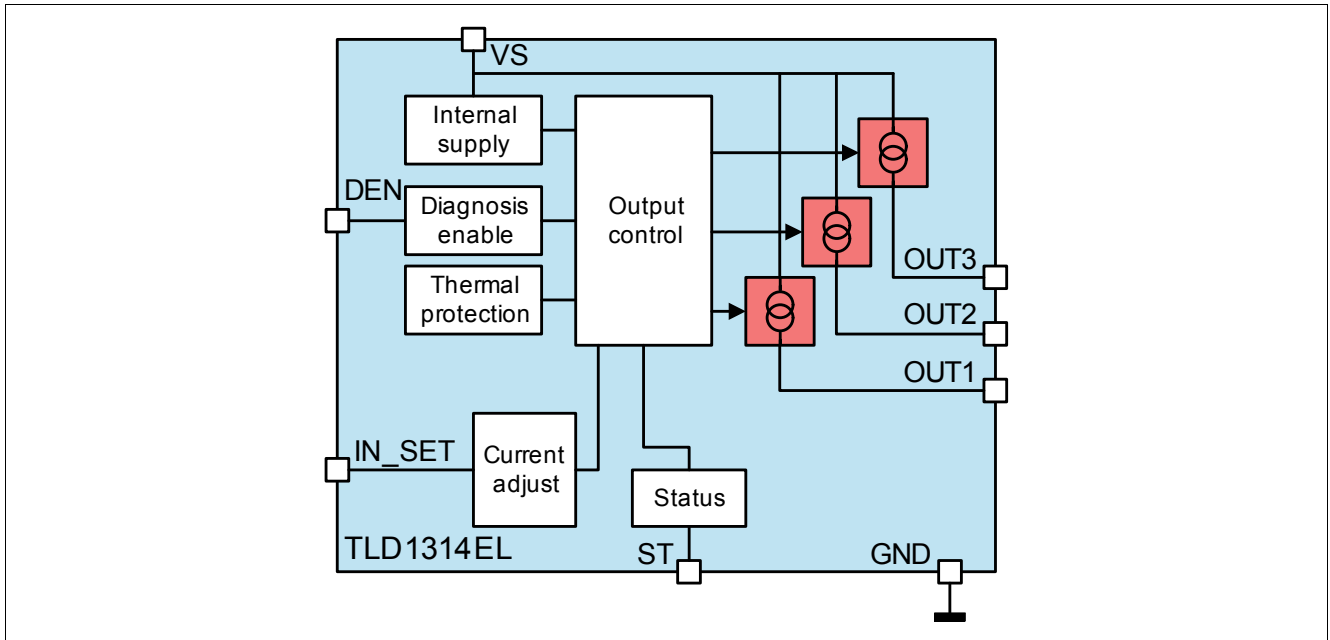 VS
Internal
supply
DEN
Diagnosis
enable
Output
control
Thermal
protection
OUT3
OUT2
OUT1
IN_SET
Current
adjust
Status
TLD1314EL
ST
GND